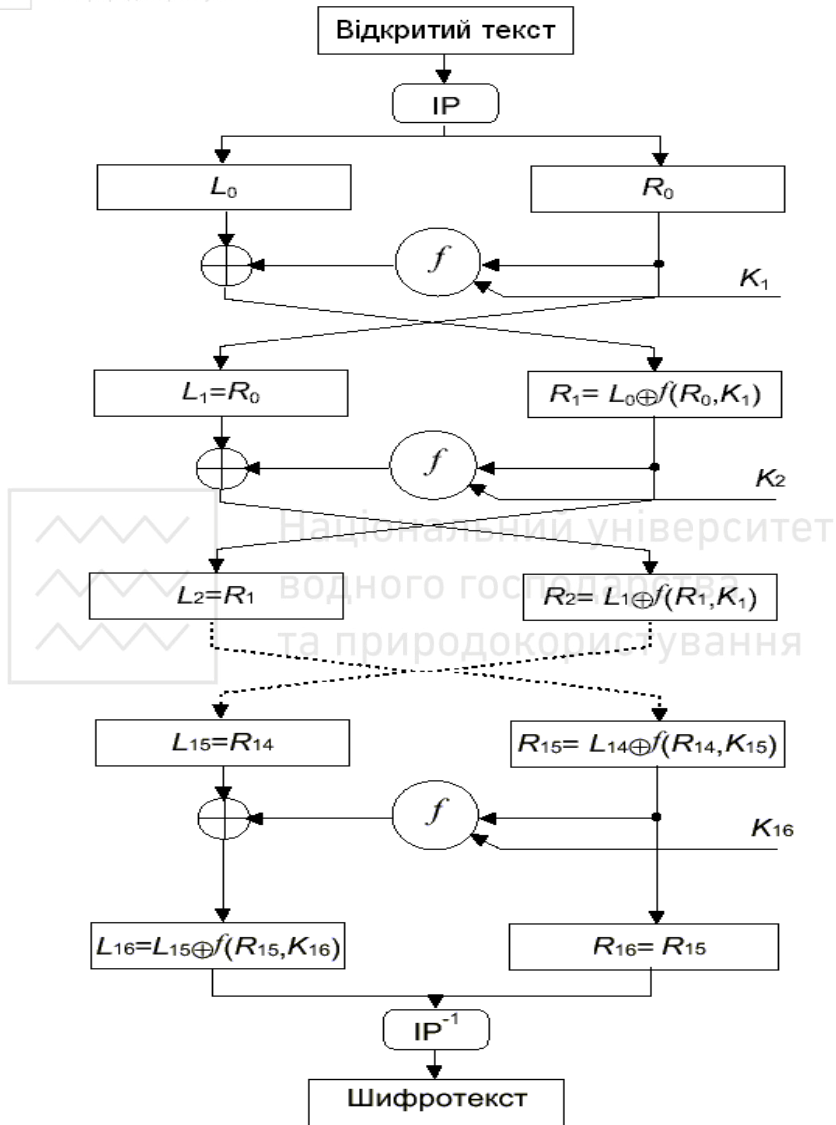 Відкритий текст
IP
L₀
R₀
f
K₁
L₁=R₀
R₁= L₀⊕f(R₀,K₁)
f
K₂
Національний університет
водного господарства
та природокористування
L₂=R₁
R₂= L₁⊕f(R₁,K₁)
L₁₅=R₁₄
R₁₅= L₁₄⊕f(R₁₄,K₁₅)
f
K₁₆
L₁₆=L₁₅⊕f(R₁₅,K₁₆)
R₁₆= R₁₅
IP⁻¹
Шифротекст